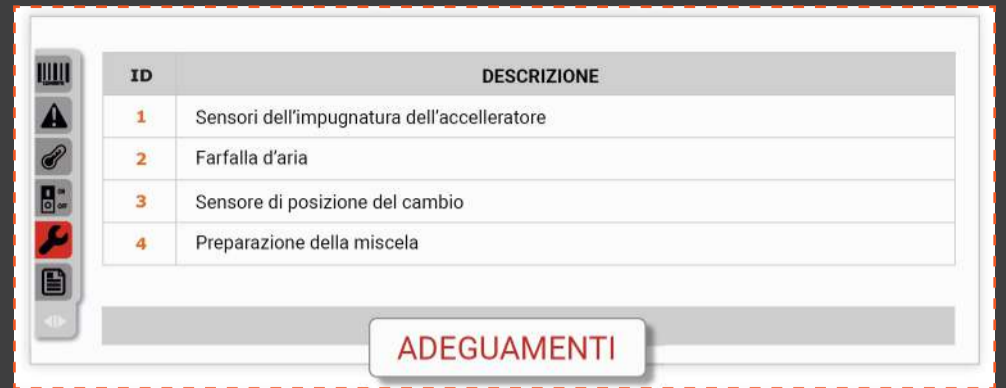 ID DESCRIZIONE
1 Sensori dell'impugnatura dell'accelleratore
2 Farfalla d'aria
3 Sensore di posizione del cambio
4 Preparazione della miscela
ADEGUAMENTI